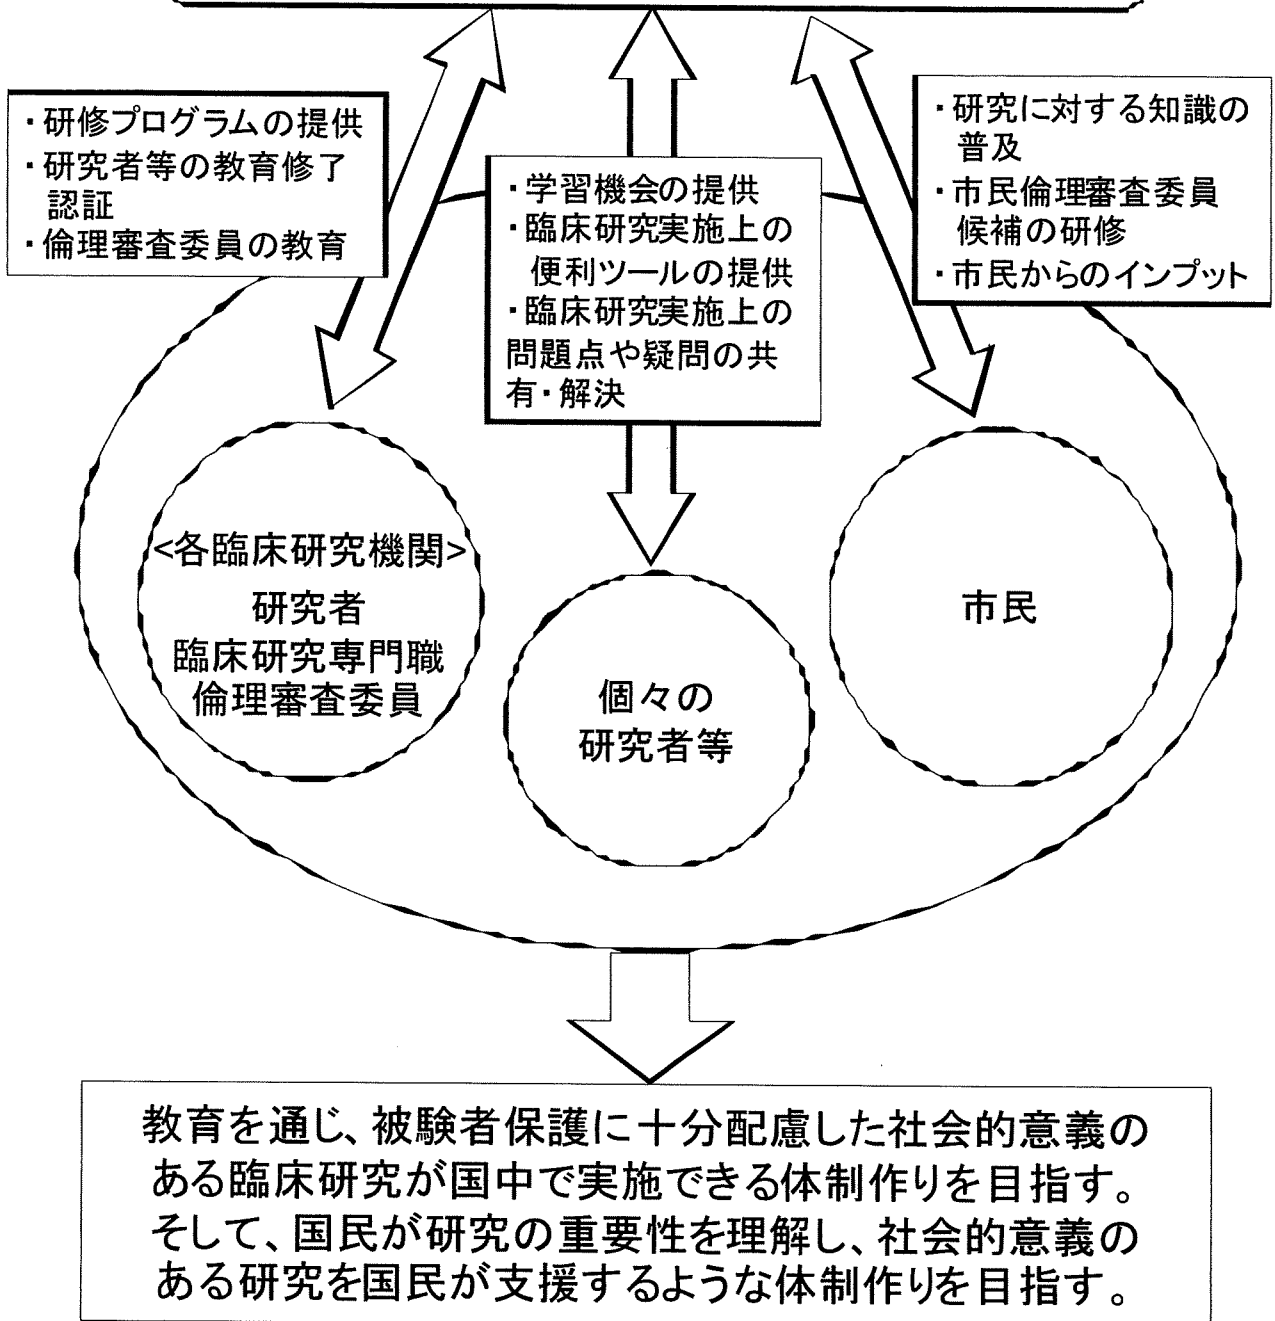 ・研修プログラムの提供
・研究者等の教育修了
認証
・倫理審査委員の教育
・学習機会の提供
・臨床研究実施上の
便利ツールの提供
・臨床研究実施上の
問題点や疑問の共
有・解決
・研究に対する知識の
普及
・市民倫理審査委員
候補の研修
・市民からのインプット
<各臨床研究機関>
研究者
臨床研究専門職
倫理審査委員
個々の
研究者等
市民
教育を通じ、被験者保護に十分配慮した社会的意義の
ある臨床研究が国中で実施できる体制作りを目指す。
そして、国民が研究の重要性を理解し、社会的意義の
ある研究を国民が支援するような体制作りを目指す。